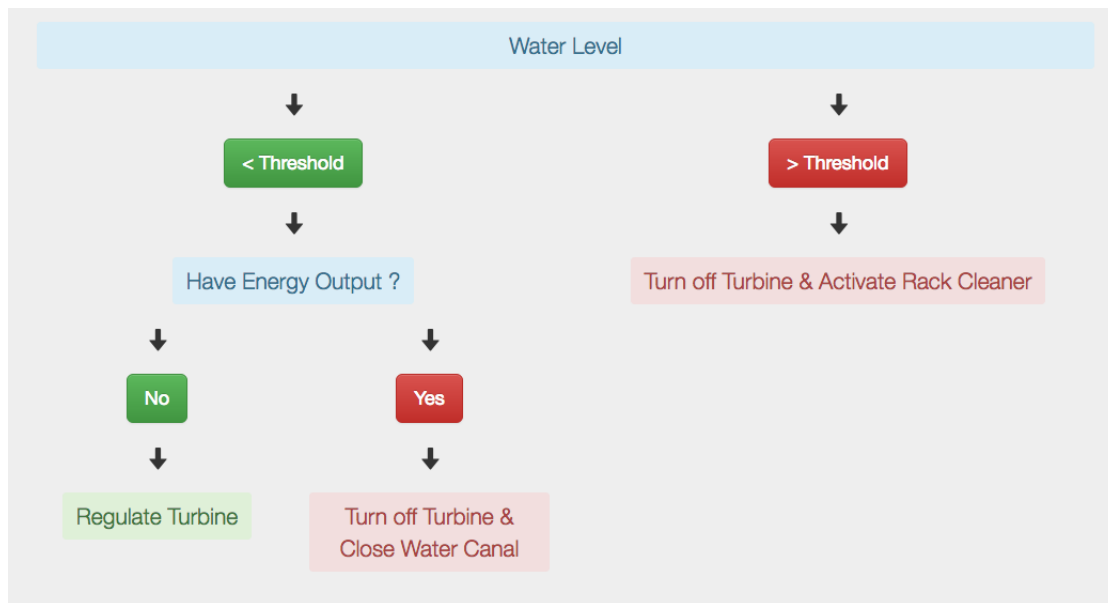 Water Level
< Threshold
> Threshold
Have Energy Output ?
Turn off Turbine & Activate Rack Cleaner
No
Yes
Regulate Turbine
Turn off Turbine &
Close Water Canal